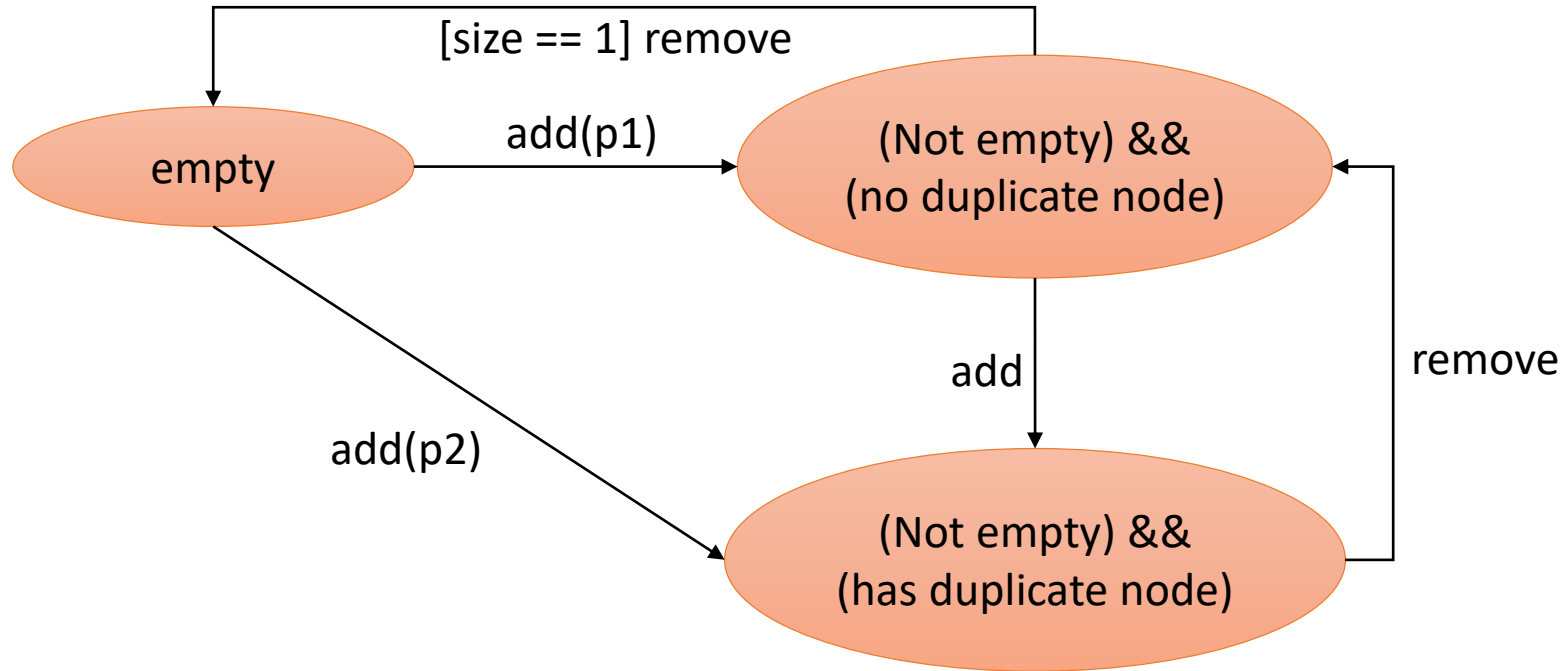 [size == 1] remove
empty
add(p1)
(Not empty) &&
(no duplicate node)
add
remove
add(p2)
(Not empty) &&
(has duplicate node)